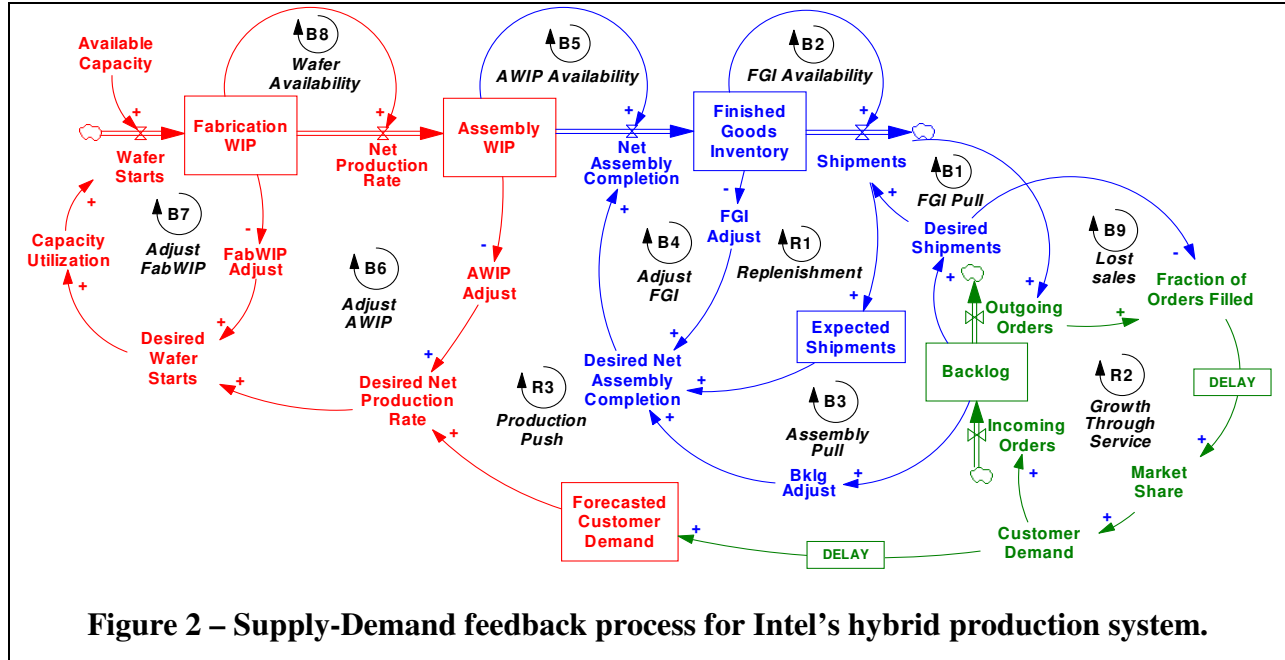 Available
Capacity
B8
Wafer
Availability
B5
AWIP Availability
B2
FGI Availability
+
+
+
+
Fabrication
WIP
Assembly
WIP
Finished
Goods
Inventory
Wafer
Starts
Net
Production
Rate
Net
Assembly
Completion
Shipments
B1
FGI Pull
+
B7
Adjust
FabWIP
-
+
-
FGI
Adjust
+
Desired
Shipments
B9
Lost
sales
-
Capacity
Utilization
+
FabWIP
Adjust
B6
Adjust
AWIP
-
AWIP
Adjust
B4
Adjust
FGI
R1
Replenishment
+
+
Outgoing
Orders
+
Fraction of
Orders Filled
+
+
Expected
Shipments
Desired
Wafer
Starts
+
+
Desired Net
Production
Rate
+
R3
Production
Push
+
Desired Net
Assembly
Completion
+
+
B3
Assembly
Pull
Backlog
R2
Growth
Through
Service
DELAY
+
Incoming
Orders
+
Bklg
Adjust
+
+
Market
Share
Forecasted
Customer
Demand
+
DELAY
Customer
Demand
+
Figure 2 – Supply-Demand feedback process for Intel's hybrid production system.